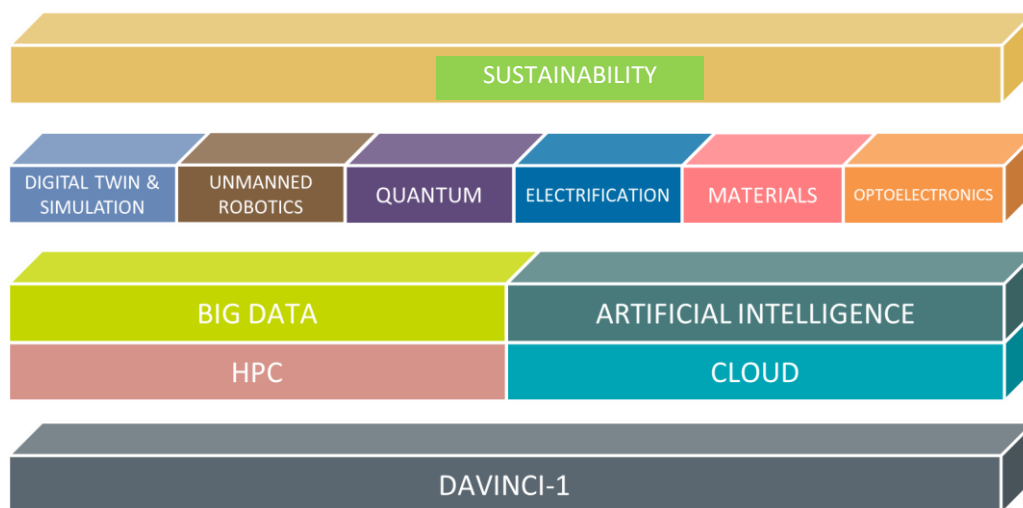 SUSTAINABILITY
DIGITAL TWIN &
SIMULATION
UNMANNED
ROBOTICS
QUANTUM
ELECTRIFICATION
MATERIALS
OPTOELECTRONICS
BIG DATA
ARTIFICIAL INTELLIGENCE
HPC
CLOUD
DAVINCI-1